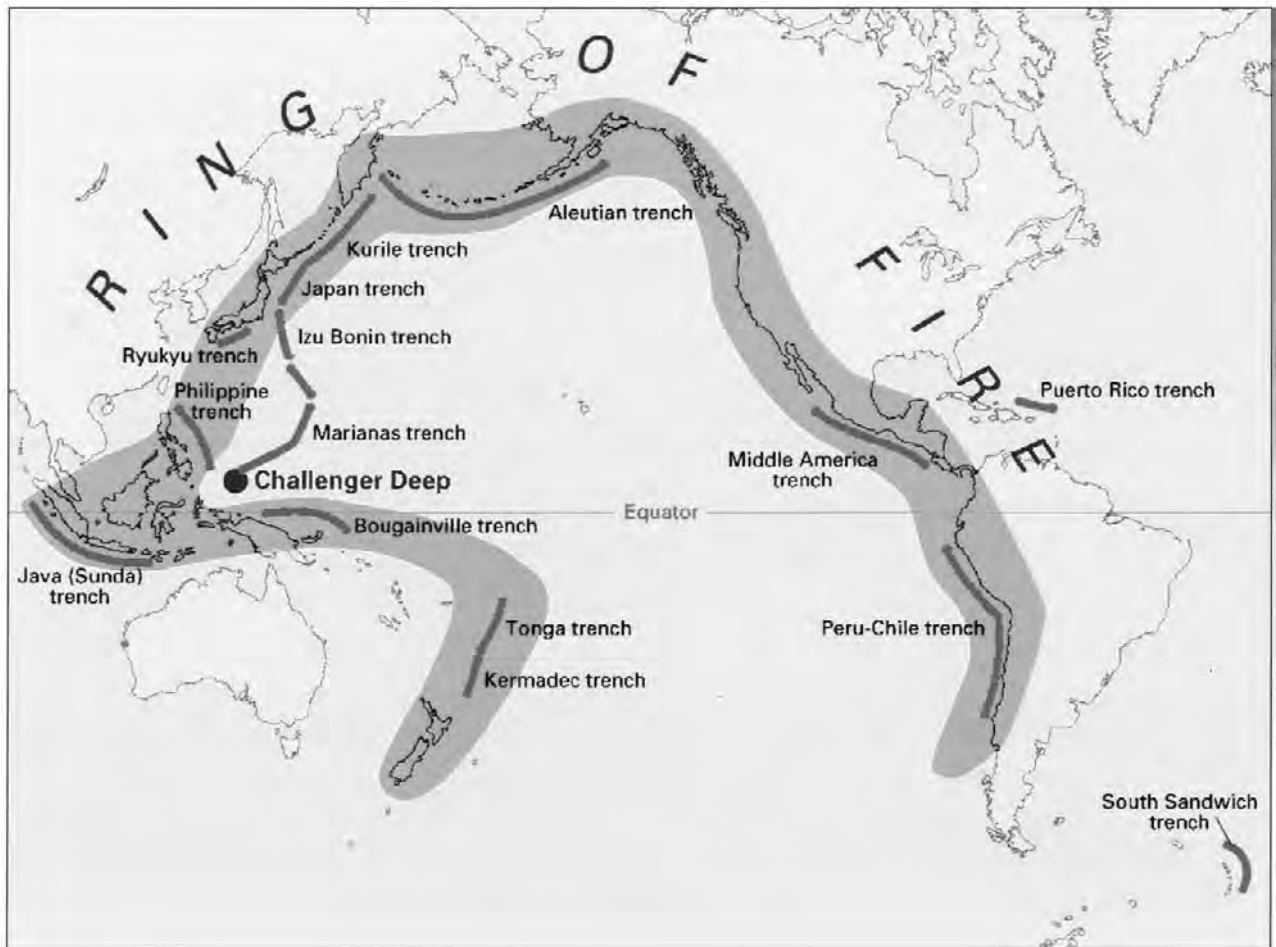 RING OF FIRE
Aleutian trench
Kurile trench
Japan trench
Izu Bonin trench
Ryukyu trench
Philippine
trench
Marianas trench
Challenger Deep
Bougainville trench
Equator
Java (Sunda)
trench
Tonga trench
Kermadec trench
Puerto Rico trench
Middle America
trench
Peru-Chile trench
South Sandwich
trench